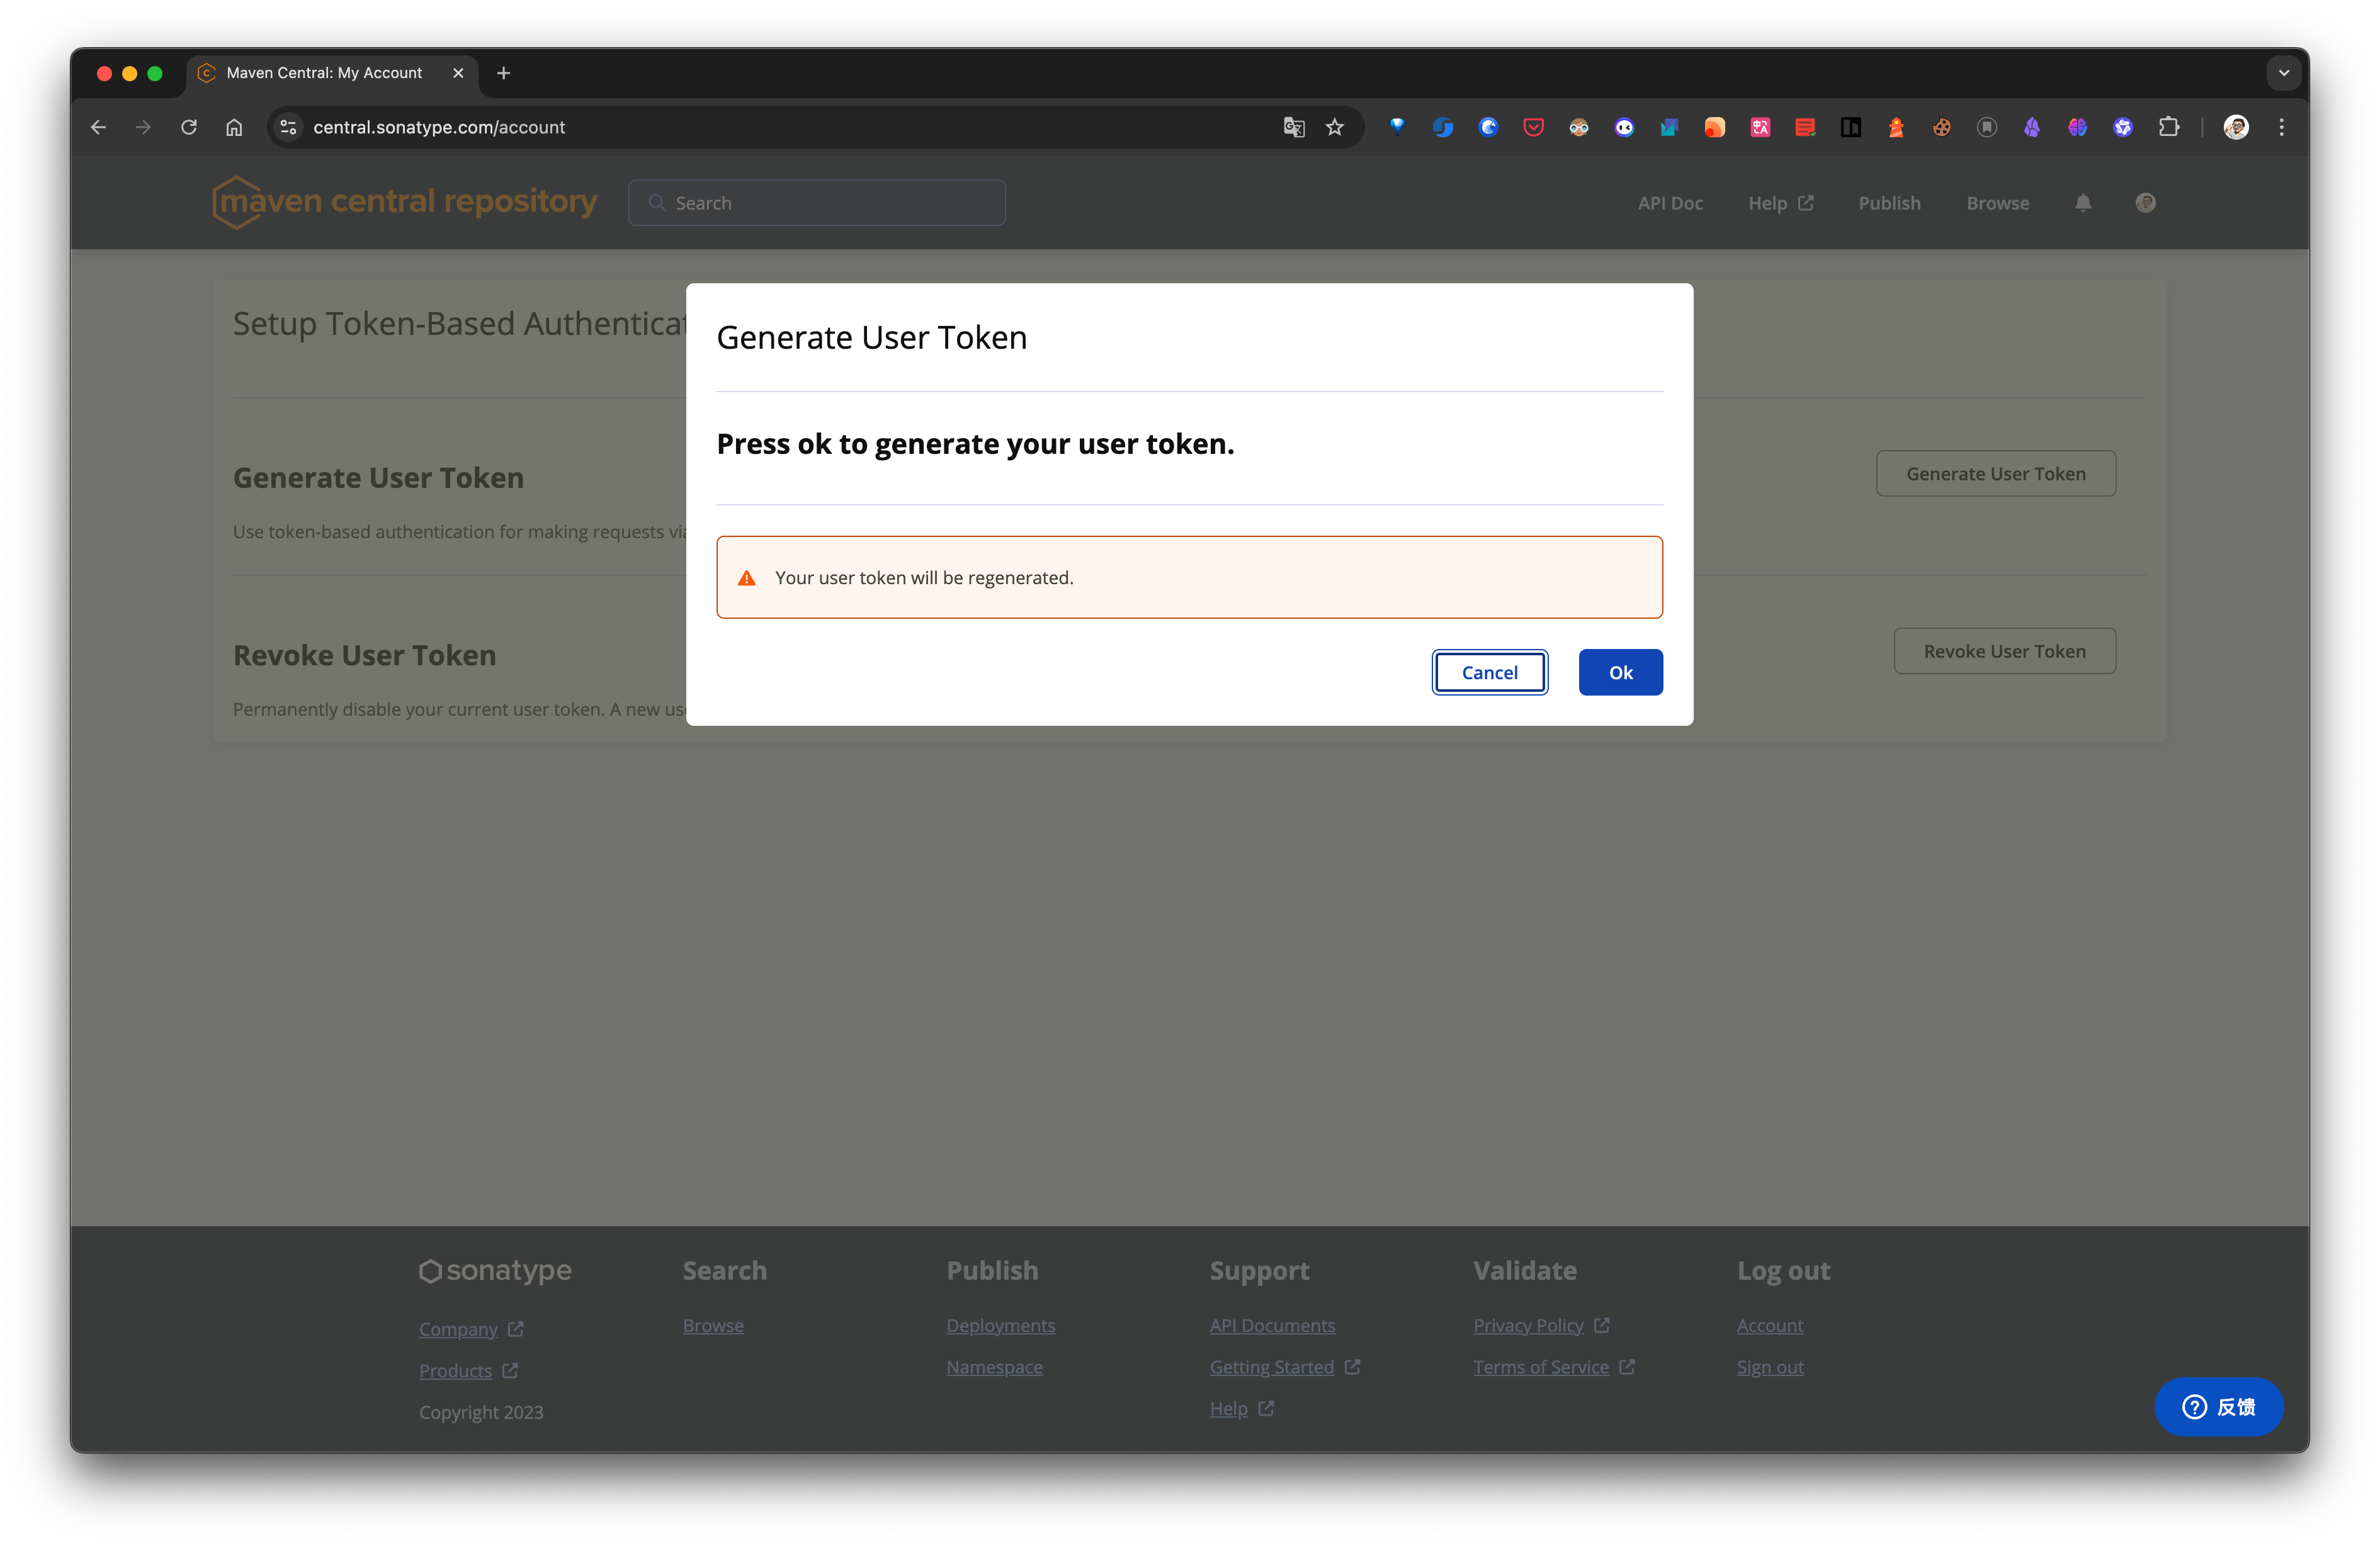 Maven Central: My Account
central.sonatype.com/account
maven central repository
Search
API Doc
Help
Publish
Browse
Setup Token-Based Authenticat
Generate User Token
Use token-based authentication for making requests via
Generate User Token
Revoke User Token
Permanently disable your current user token. A new us
Revoke User Token
Generate User Token
Press ok to generate your user token.
Your user token will be regenerated.
Cancel
Ok
sonatype
Company
Products
Copyright 2023
Search
Browse
Publish
Deployments
Namespace
Support
API Documents
Getting Started
Help
Validate
Privacy Policy
Terms of Service
Log out
Account
Sign out
反馈